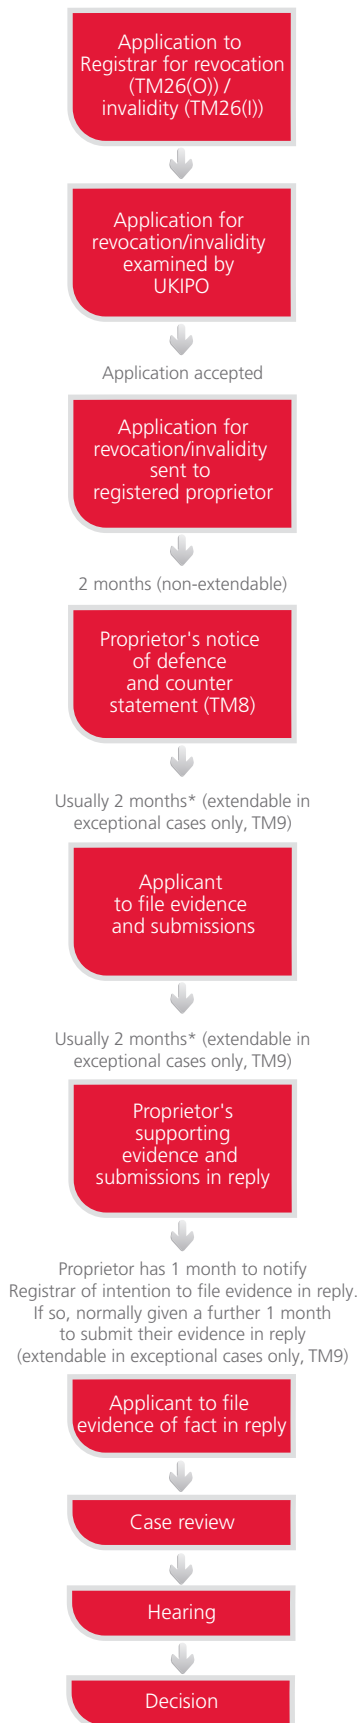 Application to
Registrar for revocation
(TM26(O)) /
invalidity (TM26(I))
Application for
revocation/invalidity
examined by
UKIPO
Application accepted
Application for
revocation/invalidity
sent to
registered proprietor
2 months (non-extendable)
Proprietor's notice
of defence
and counter
statement (TM8)
Usually 2 months* (extendable in
exceptional cases only, TM9)
Applicant
to file evidence
and submissions
Usually 2 months* (extendable in
exceptional cases only, TM9)
Proprietor's
supporting
evidence and
submissions in reply
Proprietor has 1 month to notify
Registrar of intention to file evidence in reply.
If so, normally given a further 1 month
to submit their evidence in reply
(extendable in exceptional cases only, TM9)
Applicant to file
evidence of fact in reply
Case review
Hearing
Decision